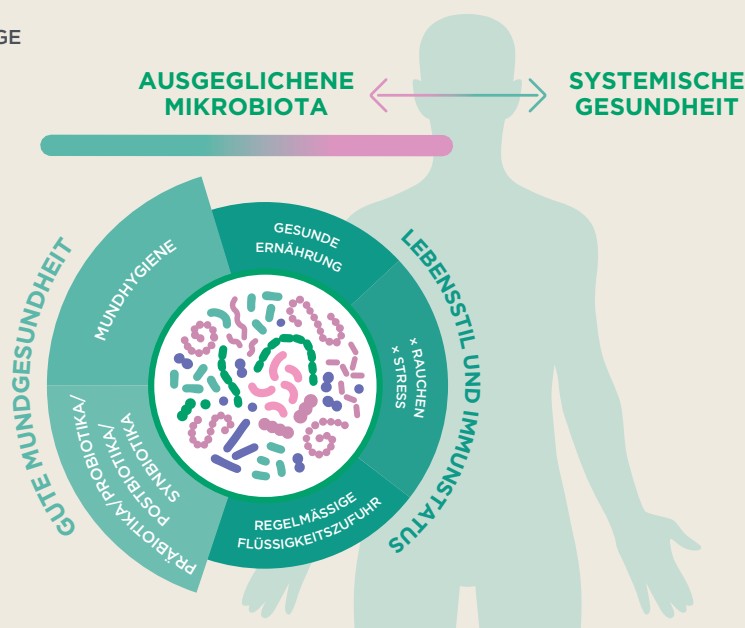 GE
AUSGEGLICHENE
MIKROBIOTA
SYSTEMISCHE
GESUNDHEIT
GUTE MUNDGESUNDHEIT
MUNDHYGIENE
PRÄBIOTIKA/PROBIOTIKA/
POSTBIOTIKA/
SYNBIOTIKA
GESUNDE
ERNÄHRUNG
× RAUCHEN
× STRESS
REGELMÄSSIGE
FLÜSSIGKEITSZUFUHR
LEBENSSTIL UND IMMUNSTATUS